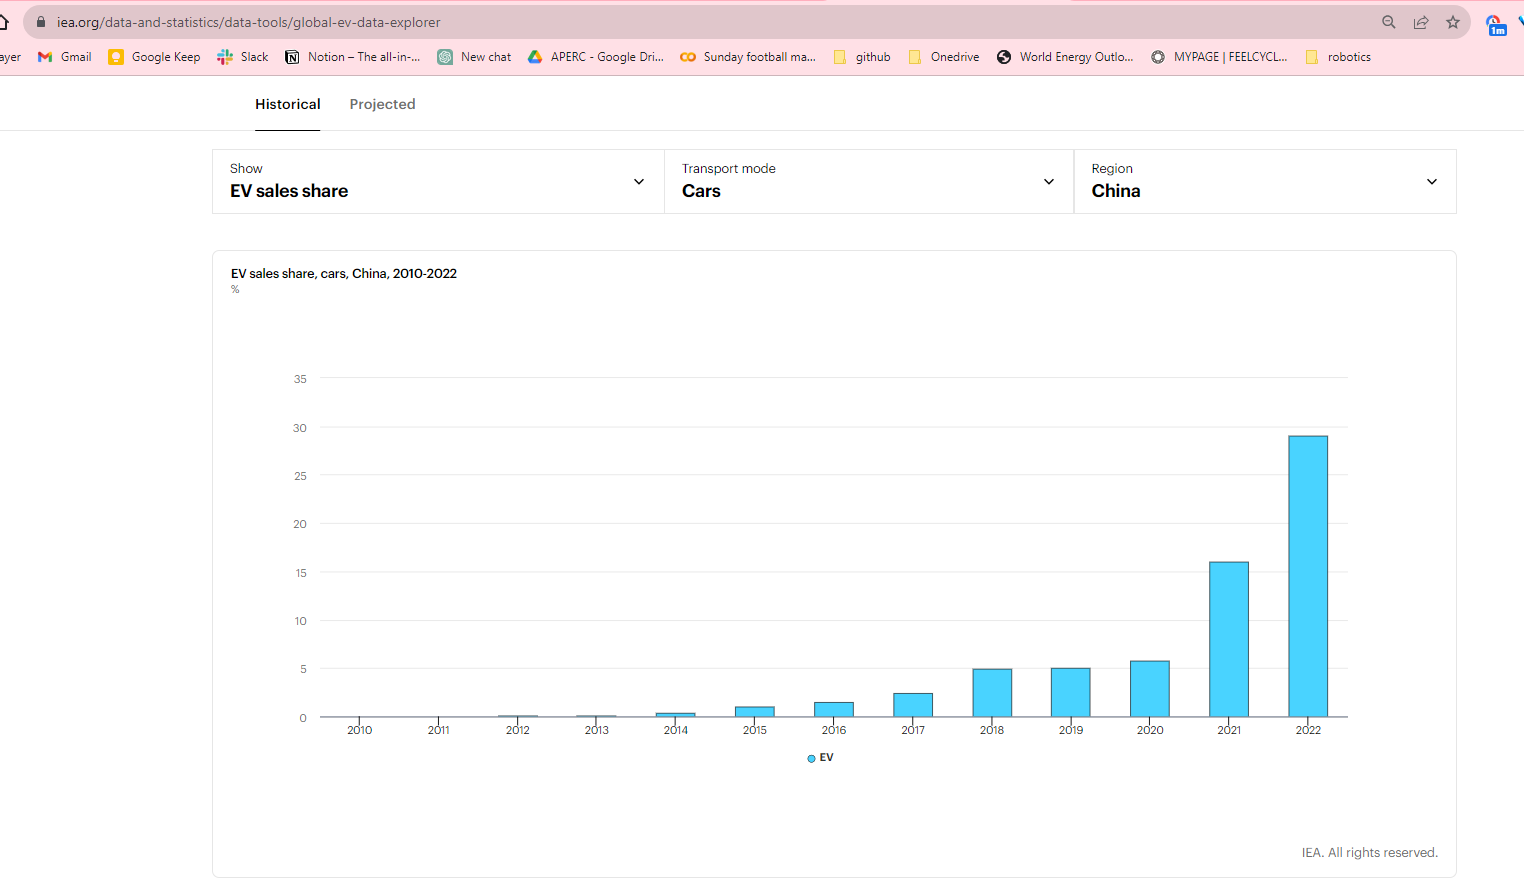 iea.org/data-and-statistics/data-tools/global-ev-data-explorer
1m
ayer Gmail Google Keep Slack Notion – The all-in-... New chat APERC - Google Dri... Sunday football ma... github Onedrive World Energy Outlo... MYPAGE | FEELCYCL... robotics
Historical Projected
Show Transport mode Region
EV sales share Cars China
EV sales share, cars, China, 2010-2022
%
35
30
25
20
15
10
5
0
2010 2011 2012 2013 2014 2015 2016 2017 2018 2019 2020 2021 2022
EV
IEA. All rights reserved.